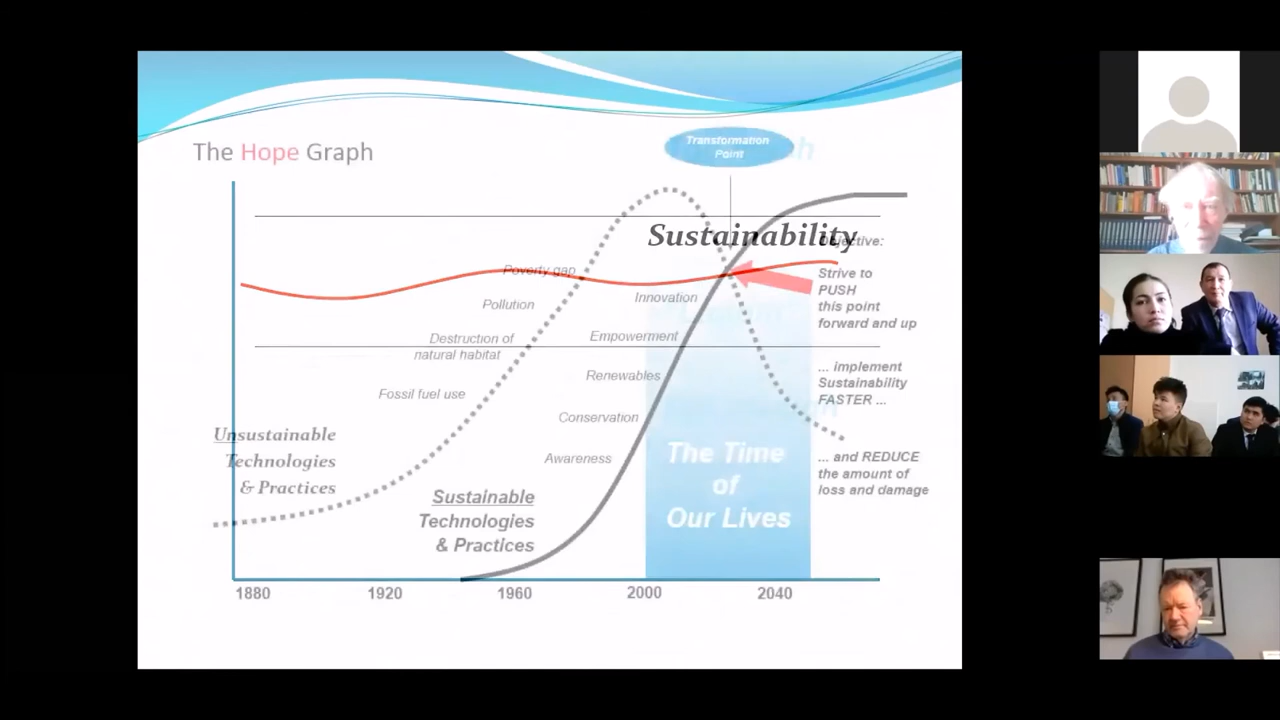 The Hope Graph
Transformation
Point
Sustainability
Objective:
Strive to
PUSH
this point
forward and up
Poverty gap
Pollution
Innovation
Destruction of
natural habitat
Empowerment
Renewables
Fossil fuel use
... implement
Sustainability
FASTER ...
Conservation
Awareness
Unsustainable
Technologies
& Practices
The Time
of
Our Lives
... and REDUCE
the amount of
loss and damage
Sustainable
Technologies
& Practices
1880
1920
1960
2000
2040